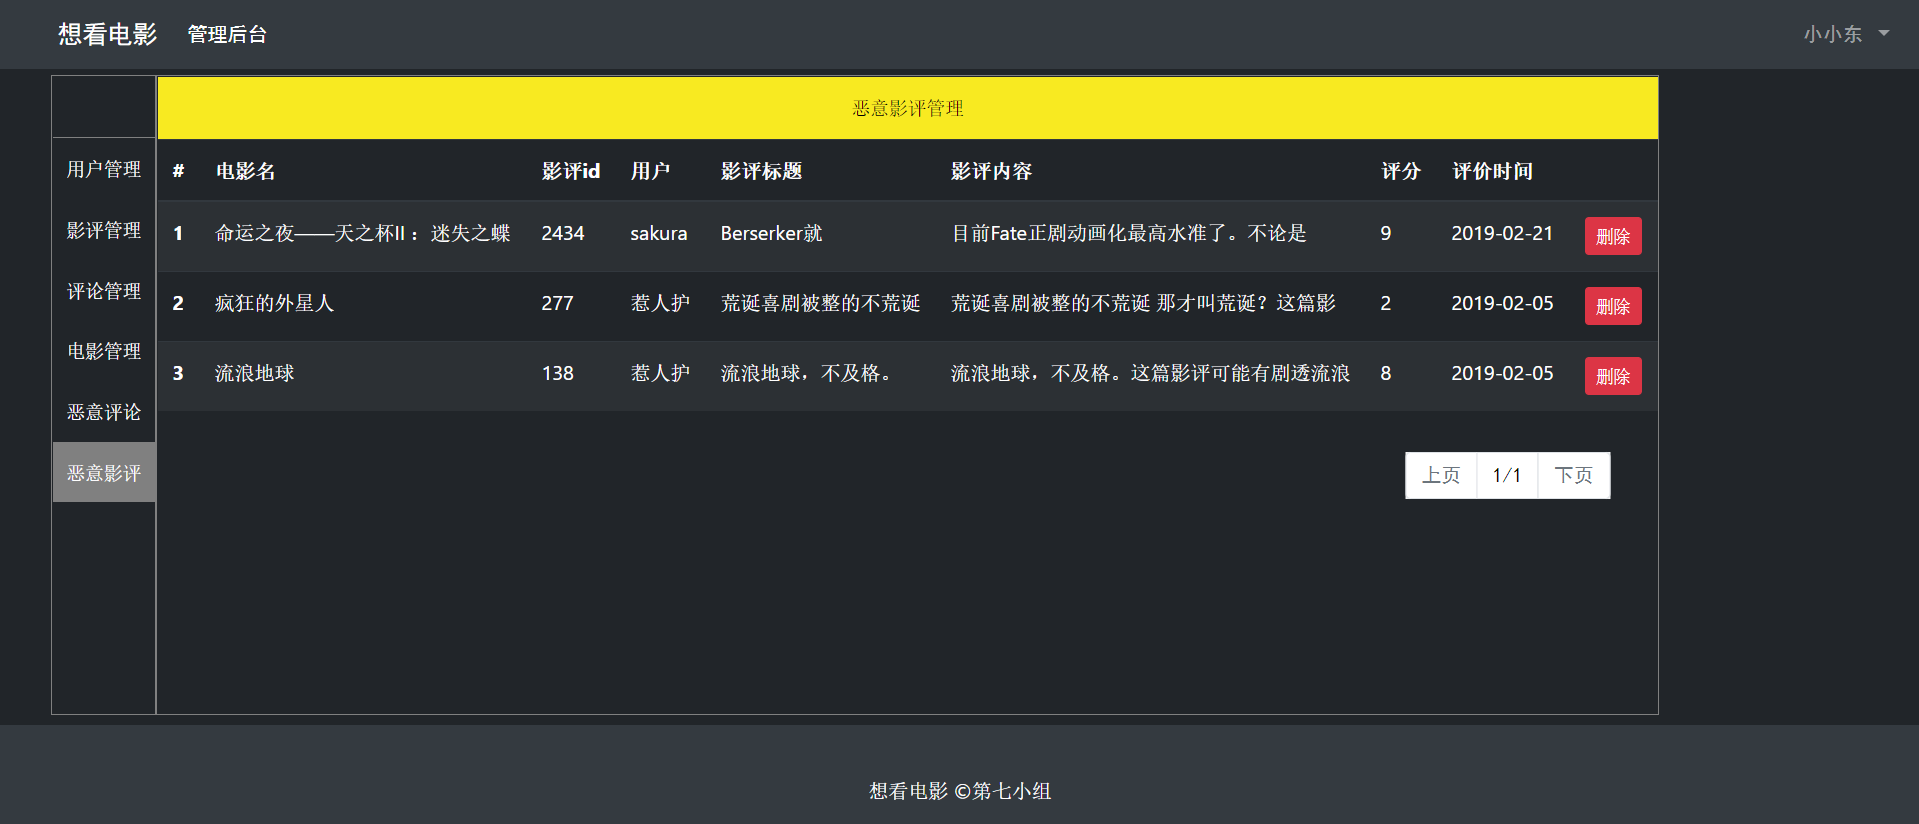 想看电影 管理后台 小小东
恶意影评管理
用户管理
影评管理
评论管理
电影管理
恶意评论
恶意影评
# 电影名 影评id 用户 影评标题 影评内容 评分 评价时间
1 命运之夜——天之杯II ：迷失之蝶 2434 sakura Berserker就 目前Fate正剧动画化最高水准了。不论是 9 2019-02-21 删除
2 疯狂的外星人 277 惹人护 荒诞喜剧被整的不荒诞 荒诞喜剧被整的不荒诞 那才叫荒诞？这篇影 2 2019-02-05 删除
3 流浪地球 138 惹人护 流浪地球，不及格。 流浪地球，不及格。这篇影评可能有剧透流浪 8 2019-02-05 删除
上页 1/1 下页
想看电影 ©第七小组